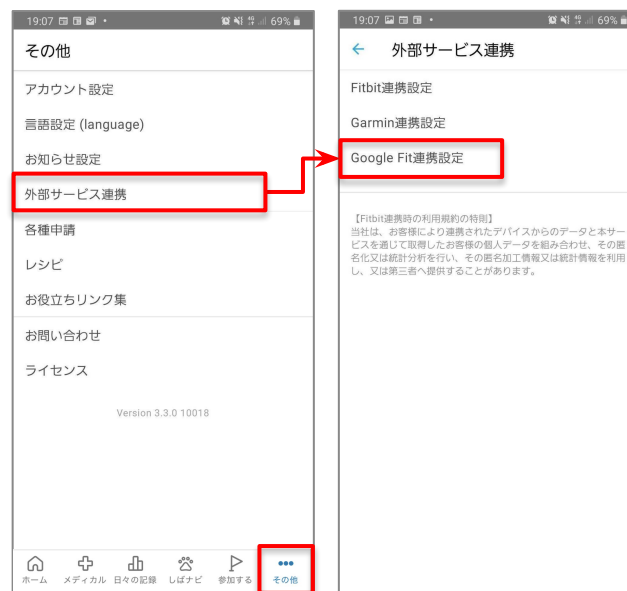 19:07
69%
その他
アカウント設定
言語設定 (language)
お知らせ設定
外部サービス連携
各種申請
レシピ
お役立ちリンク集
お問い合わせ
ライセンス
Version 3.3.0 10018
ホーム
メディカル
日々の記録
しばナビ
参加する
その他
19:07
69%
外部サービス連携
Fitbit連携設定
Garmin連携設定
Google Fit連携設定
【Fitbit連携時の利用規約の特則】
当社は、お客様により連携されたデバイスからのデータと本サー
ビスを通じて取得したお客様の個人データを組み合わせ、その匿
名化又は統計分析を行い、その匿名加工情報又は統計情報を利用
し、又は第三者へ提供することがあります。